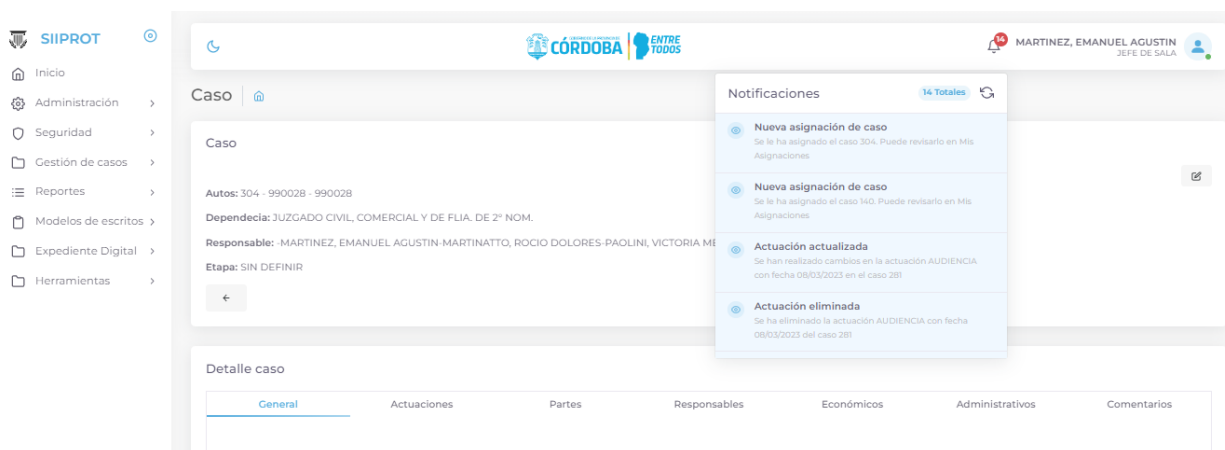 SIIPROT
Inicio
Administración
Seguridad
Gestión de casos
Reportes
Modelos de escritos
Expediente Digital
Herramientas
CÓRDOBA
ENTRE
TODOS
14
MARTINEZ, EMANUEL AGUSTIN
JEFE DE SALA
Caso
Caso
Autos: 304 - 990028 - 990028
Dependecia: JUZGADO CIVIL, COMERCIAL Y DE FLIA. DE 2º NOM.
Responsable: -MARTINEZ, EMANUEL AGUSTIN-MARTINATTO, ROCIO DOLORES-PAOLINI, VICTORIA ME
Etapa: SIN DEFINIR
Notificaciones
14 Totales
Nueva asignación de caso
Se le ha asignado el caso 304. Puede revisarlo en Mis
Asignaciones
Nueva asignación de caso
Se le ha asignado el caso 140. Puede revisarlo en Mis
Asignaciones
Actuación actualizada
Se han realizado cambios en la actuación AUDIENCIA
con fecha 08/03/2023 en el caso 281
Actuación eliminada
Se ha eliminado la actuación AUDIENCIA con fecha
08/03/2023 del caso 281
Detalle caso
General Actuaciones Partes Responsables Económicos Administrativos Comentarios